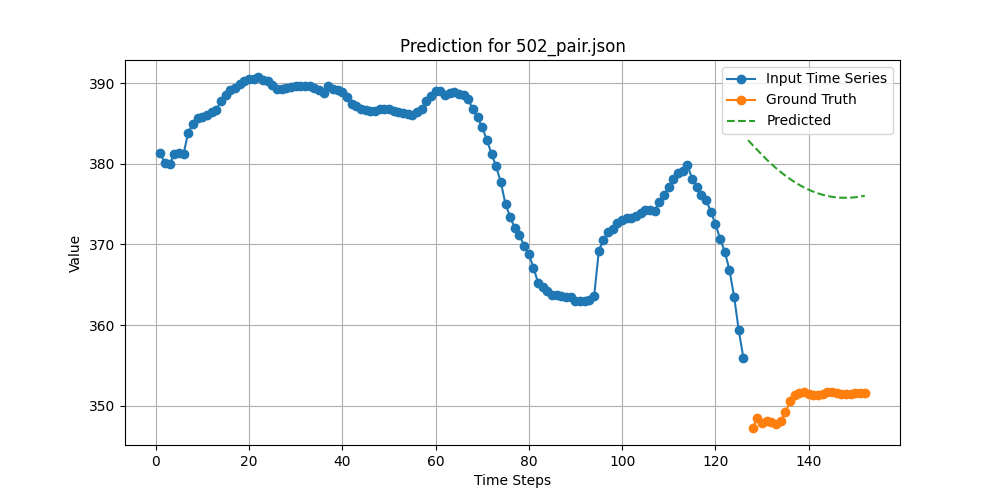 Prediction for 502_pair.json
Input Time Series
Ground Truth
Predicted
Value
390
380
370
360
350
0 20 40 60 80 100 120 140
Time Steps